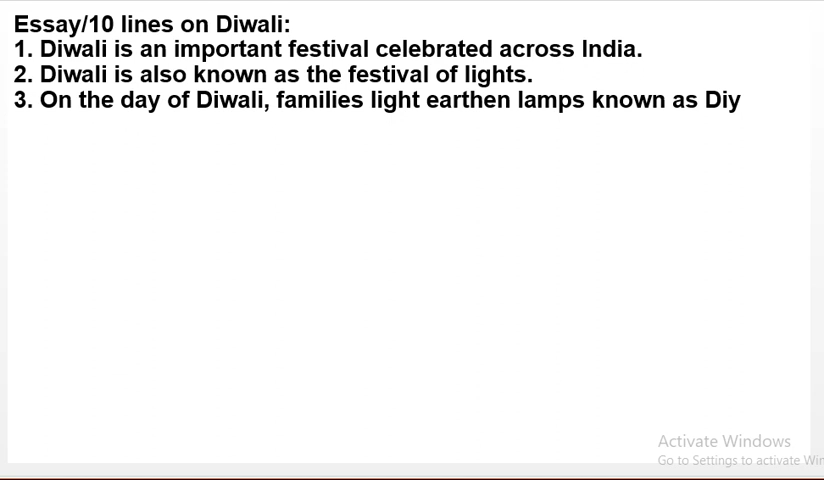 Essay/10 lines on Diwali:
1. Diwali is an important festival celebrated across India.
2. Diwali is also known as the festival of lights.
3. On the day of Diwali, families light earthen lamps known as Diy
Activate Windows
Go to Settings to activate Win